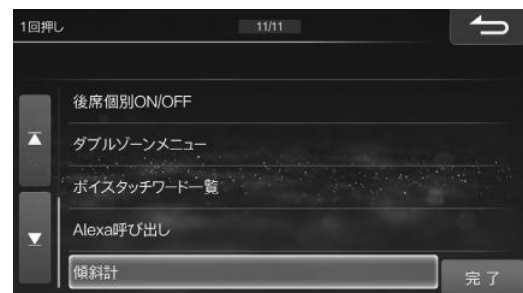 1回押し
11/11
後席個別ON/OFF
ダブルゾーンメニュー
ボイスタッチワード一覧
Alexa呼び出し
傾斜計
完了